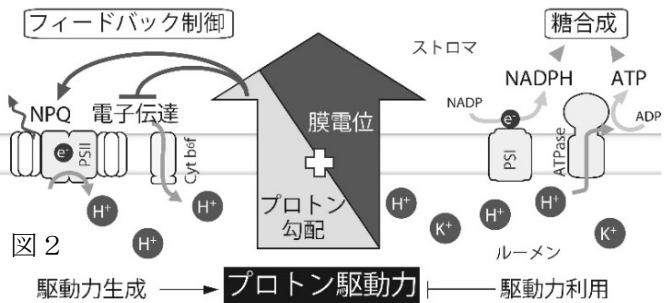 フィードバック制御
糖合成
ストロマ
NADPH
ATP
NPQ
電子伝達
膜電位
NADP
e-
ADP
e-
PSII
Cyt b6f
PSI
ATPase
プロトン
勾配
H+
H+
H+
H+
K+
H+
H+
K+
図2
ルーメン
駆動力生成
プロトン駆動力
駆動力利用